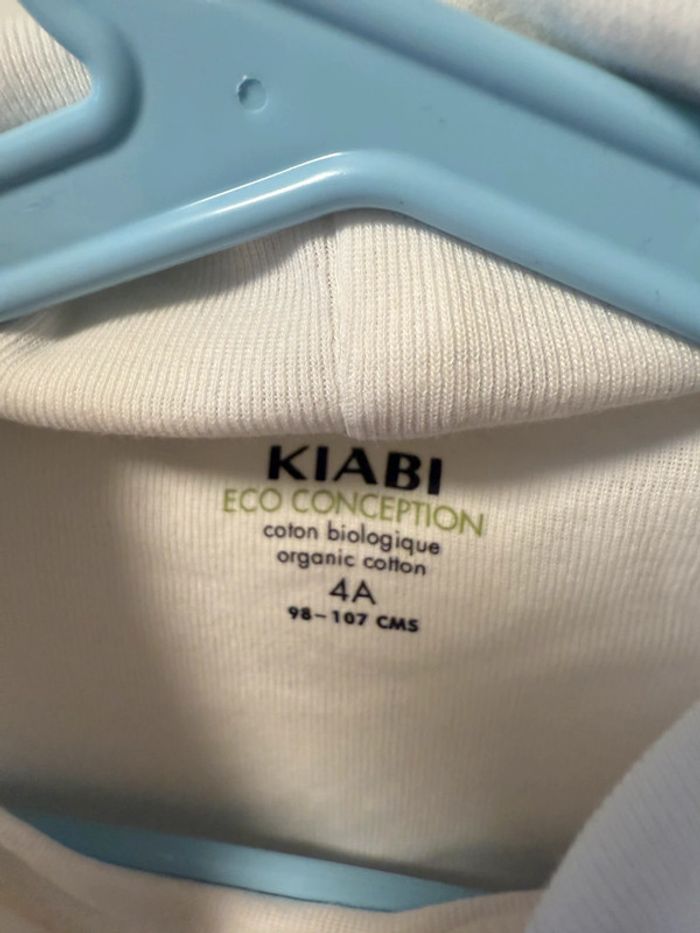 KIABI
ECO CONCEPTION
coton biologique
organic cotton
4A
98-107 CMS